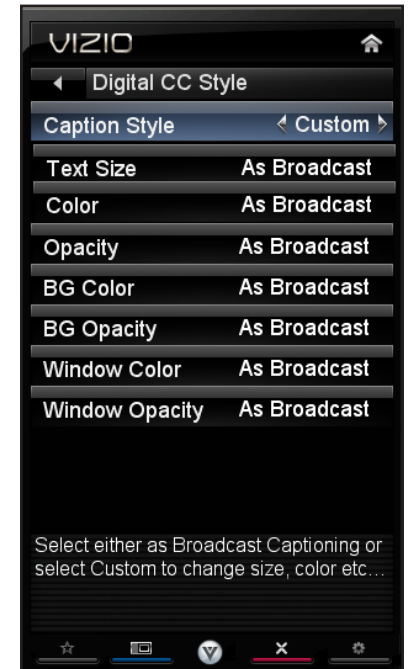 VIZIO
Digital CC Style
Caption Style Custom
Text Size As Broadcast
Color As Broadcast
Opacity As Broadcast
BG Color As Broadcast
BG Opacity As Broadcast
Window Color As Broadcast
Window Opacity As Broadcast
Select either as Broadcast Captioning or
select Custom to change size, color etc...
V